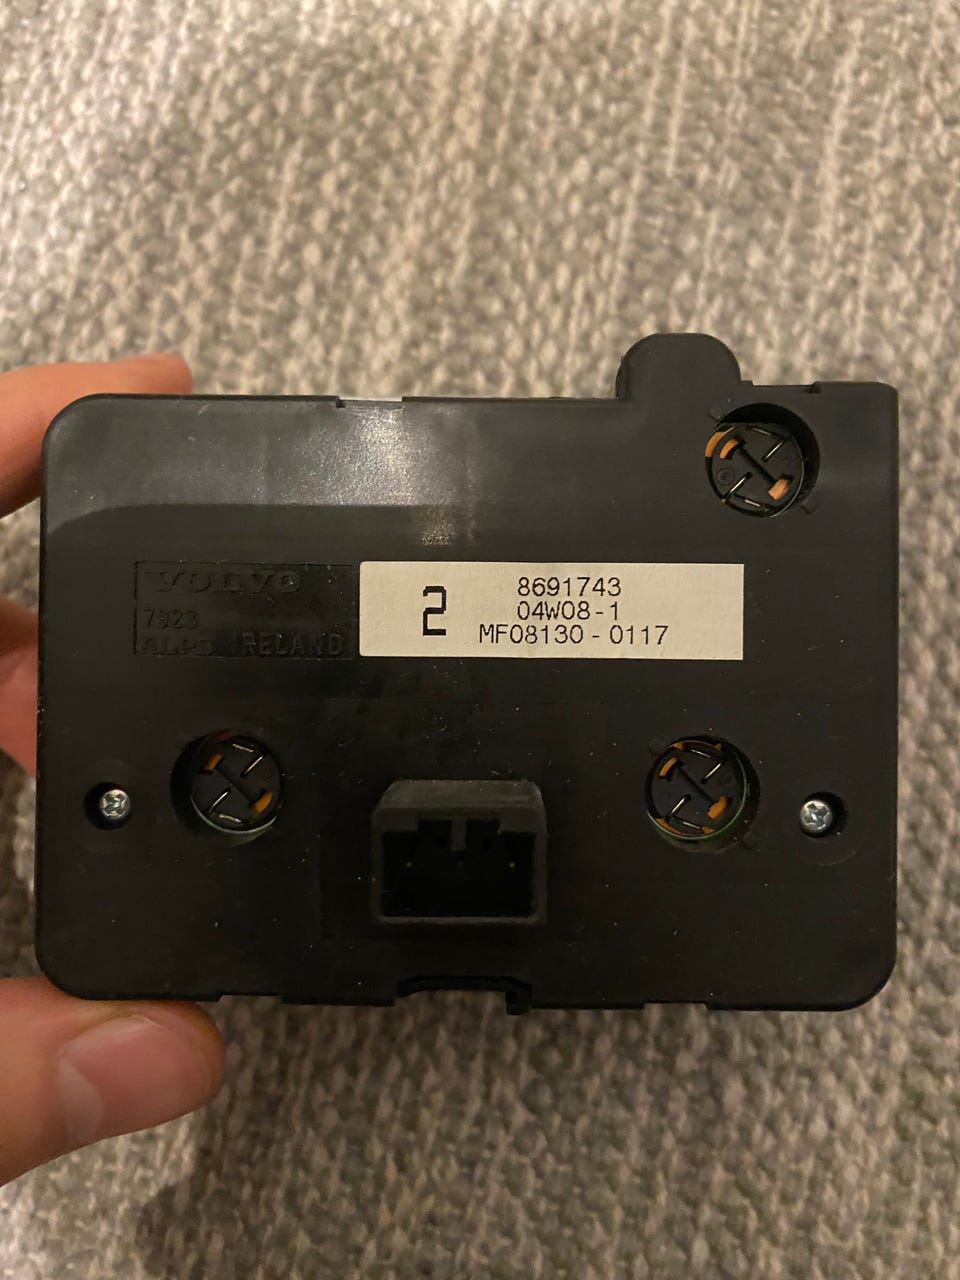 VOLVO
7923
ALPS IRELAND
2
8691743
04W08-1
MF08130-0117